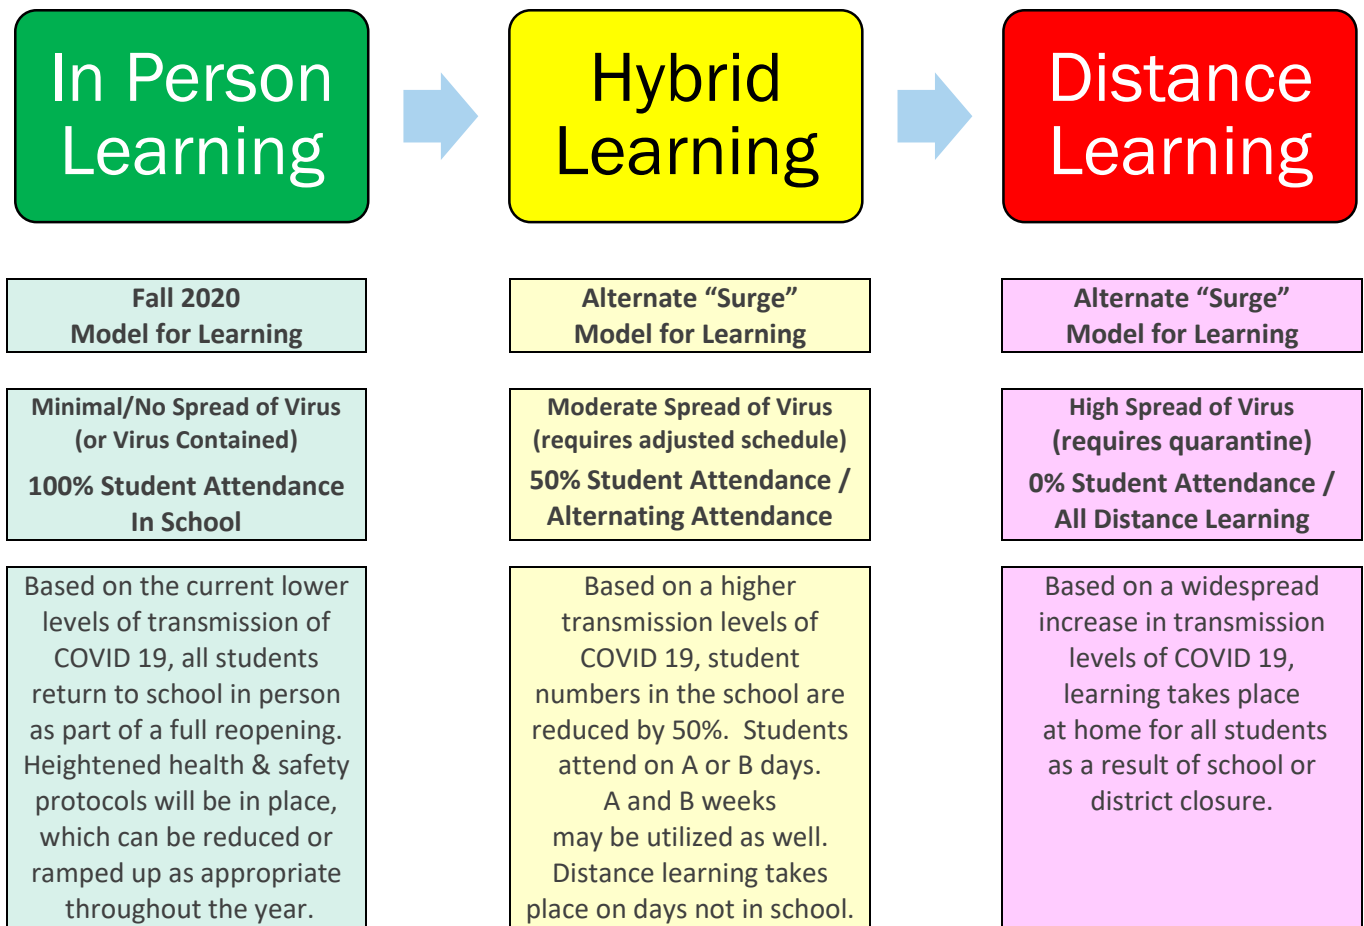 In Person
Learning
Hybrid
Learning
Distance
Learning
Fall 2020
Model for Learning
Alternate “Surge”
Model for Learning
Alternate “Surge”
Model for Learning
Minimal/No Spread of Virus
(or Virus Contained)
100% Student Attendance
In School
Moderate Spread of Virus
(requires adjusted schedule)
50% Student Attendance /
Alternating Attendance
High Spread of Virus
(requires quarantine)
0% Student Attendance /
All Distance Learning
Based on the current lower
levels of transmission of
COVID 19, all students
return to school in person
as part of a full reopening.
Heightened health & safety
protocols will be in place,
which can be reduced or
ramped up as appropriate
throughout the year.
Based on a higher
transmission levels of
COVID 19, student
numbers in the school are
reduced by 50%.  Students
attend on A or B days.
A and B weeks
may be utilized as well.
Distance learning takes
place on days not in school.
Based on a widespread
increase in transmission
levels of COVID 19,
learning takes place
at home for all students
as a result of school or
district closure.